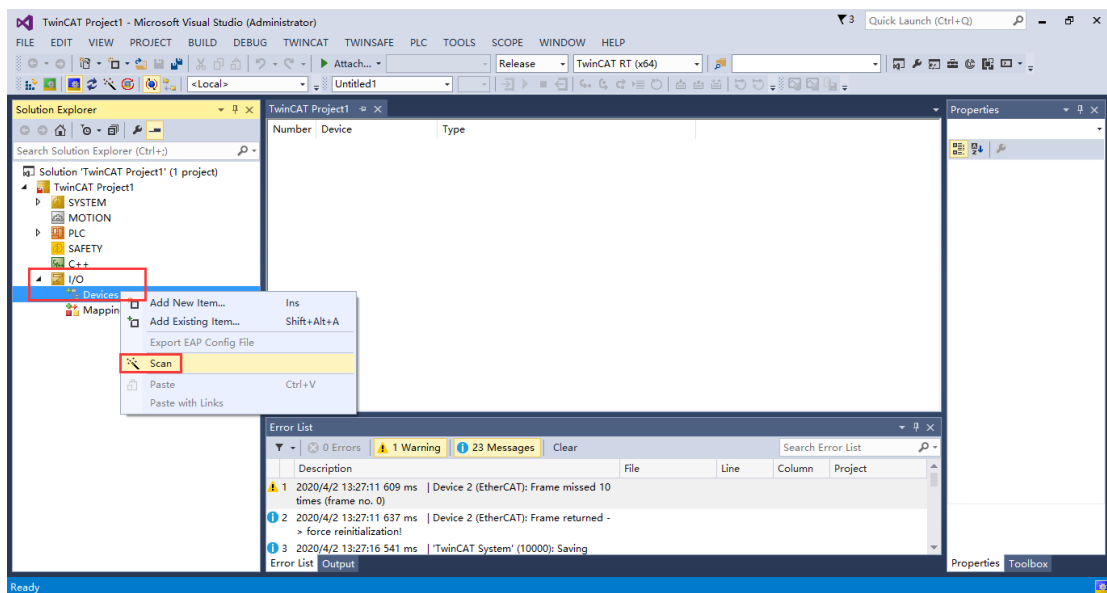 TwinCAT Project1 - Microsoft Visual Studio (Administrator)
3
Quick Launch (Ctrl+Q)
FILE EDIT VIEW PROJECT BUILD DEBUG TWINCAT TWINSAFE PLC TOOLS SCOPE WINDOW HELP
Attach...
Release
TwinCAT RT (x64)
<Local>
Untitled1
Solution Explorer
TwinCAT Project1
Properties
Number Device Type
Search Solution Explorer (Ctrl+;)
Solution 'TwinCAT Project1' (1 project)
TwinCAT Project1
SYSTEM
MOTION
PLC
SAFETY
C++
I/O
Devices
Mappin
Add New Item... Ins
Add Existing Item... Shift+Alt+A
Export EAP Config File
Scan
Paste Ctrl+V
Paste with Links
Error List
0 Errors 1 Warning 23 Messages Clear
Search Error List
Description File Line Column Project
1 2020/4/2 13:27:11 609 ms | Device 2 (EtherCAT): Frame missed 10
times (frame no. 0)
2 2020/4/2 13:27:11 637 ms | Device 2 (EtherCAT): Frame returned -
> force reinitialization!
3 2020/4/2 13:27:16 541 ms | 'TwinCAT System' (10000): Saving
Error List Output
Properties Toolbox
Ready